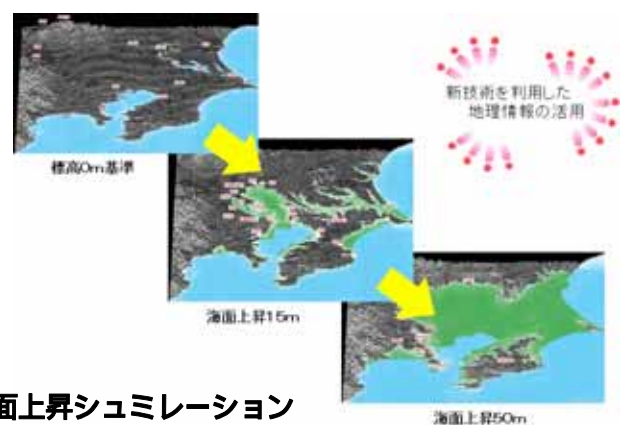 新技術を利用した
地理情報の活用
標高0m基準
海面上昇15m
海面上昇50m
面上昇シュミレーション